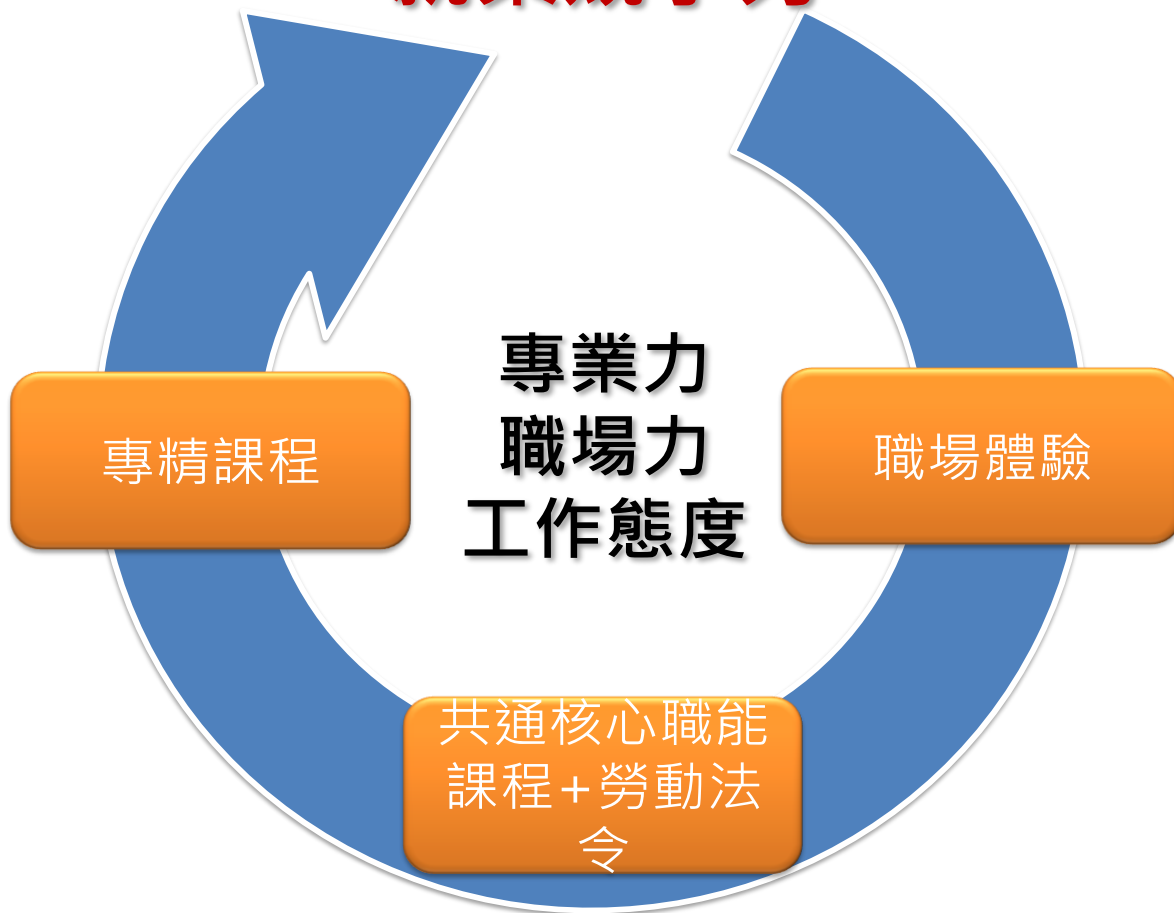 專業力
職場力
工作態度
專精課程
職場體驗
共通核心職能
課程+勞動法
令